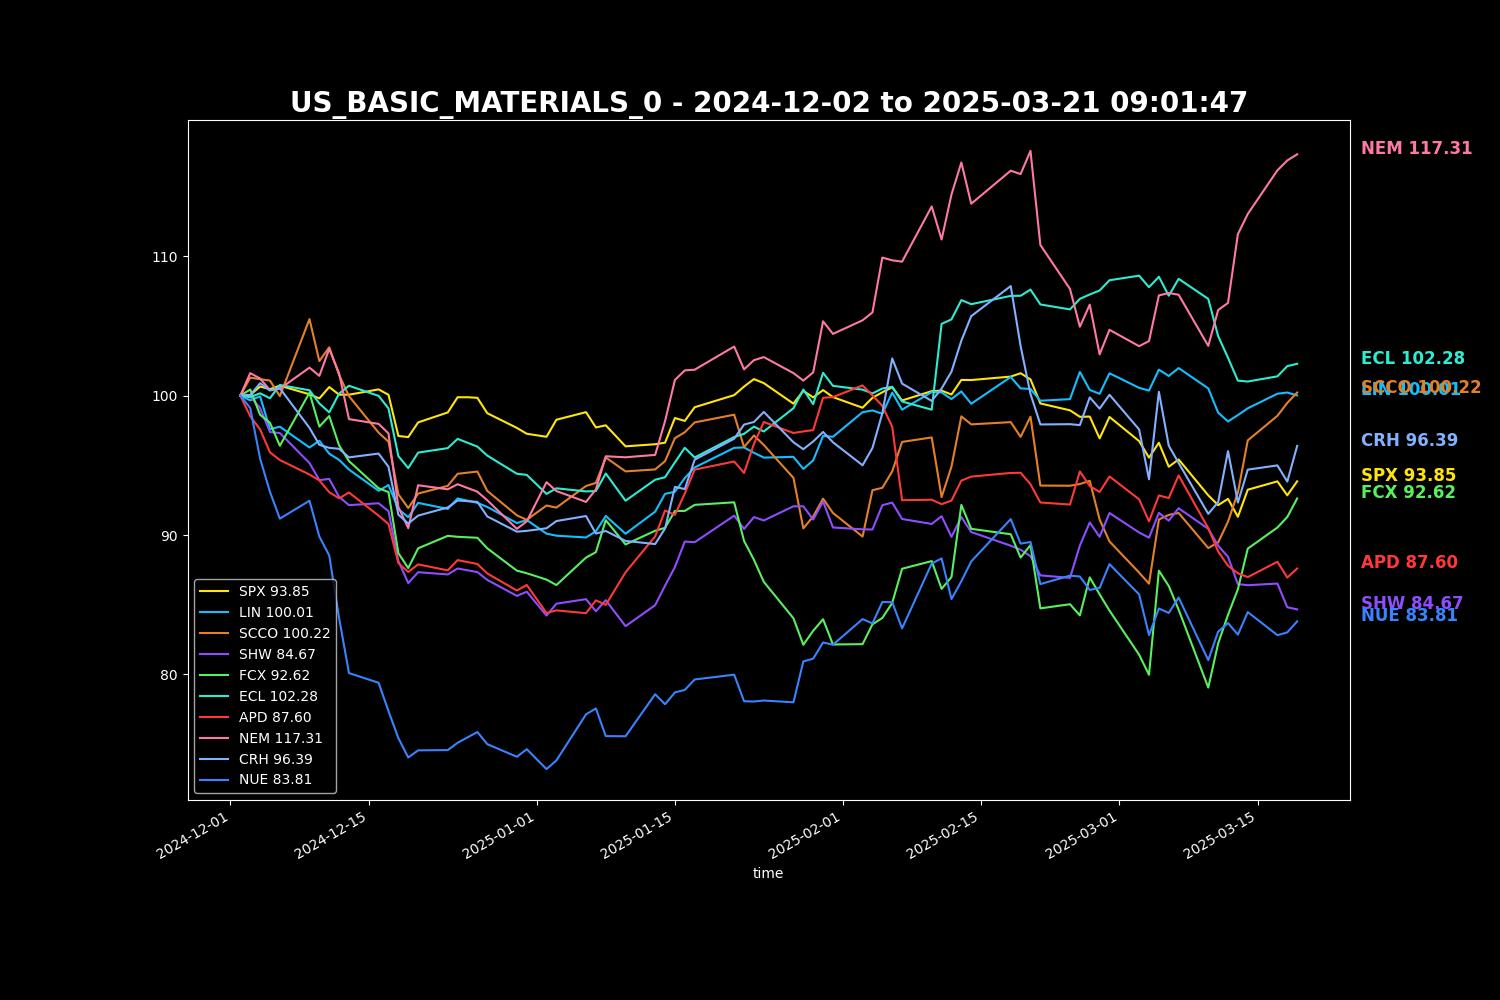 US_BASIC_MATERIALS_0 - 2024-12-02 to 2025-03-21 09:01:47
NEM 117.31
110
ECL 102.28
SCCO 100.22
LIN 100.01
100
CRH 96.39
SPX 93.85
FCX 92.62
90
APD 87.60
SHW 84.67
NUE 83.81
80
SPX 93.85
LIN 100.01
SCCO 100.22
SHW 84.67
FCX 92.62
ECL 102.28
APD 87.60
NEM 117.31
CRH 96.39
NUE 83.81
2024-12-01
2024-12-15
2025-01-01
2025-01-15
2025-02-01
2025-02-15
2025-03-01
2025-03-15
time